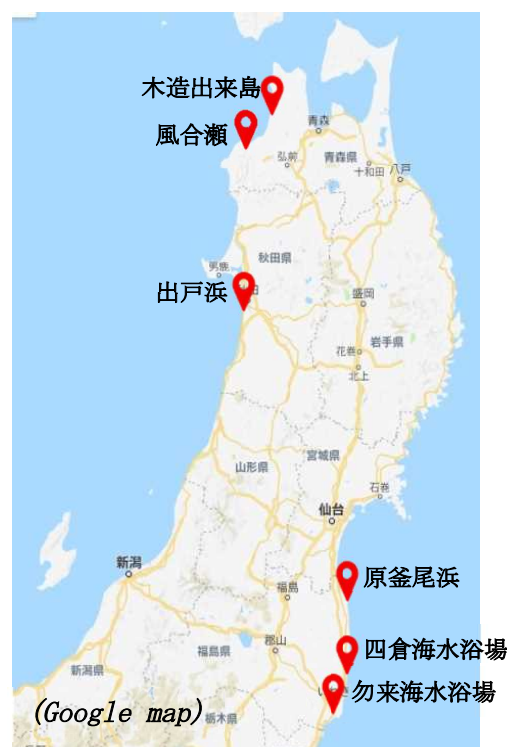 木造出来島
風合瀬
青森
弘前
青森県
十和田
八戸
男鹿
秋田県
出戸浜
盛岡
岩手県
花巻
北上
宮城県
山形県
石巻
仙台
新潟
福島
原釜尾浜
郡山
福島県
四倉海水浴場
新潟県
勿来海水浴場
(Google map)
栃木県